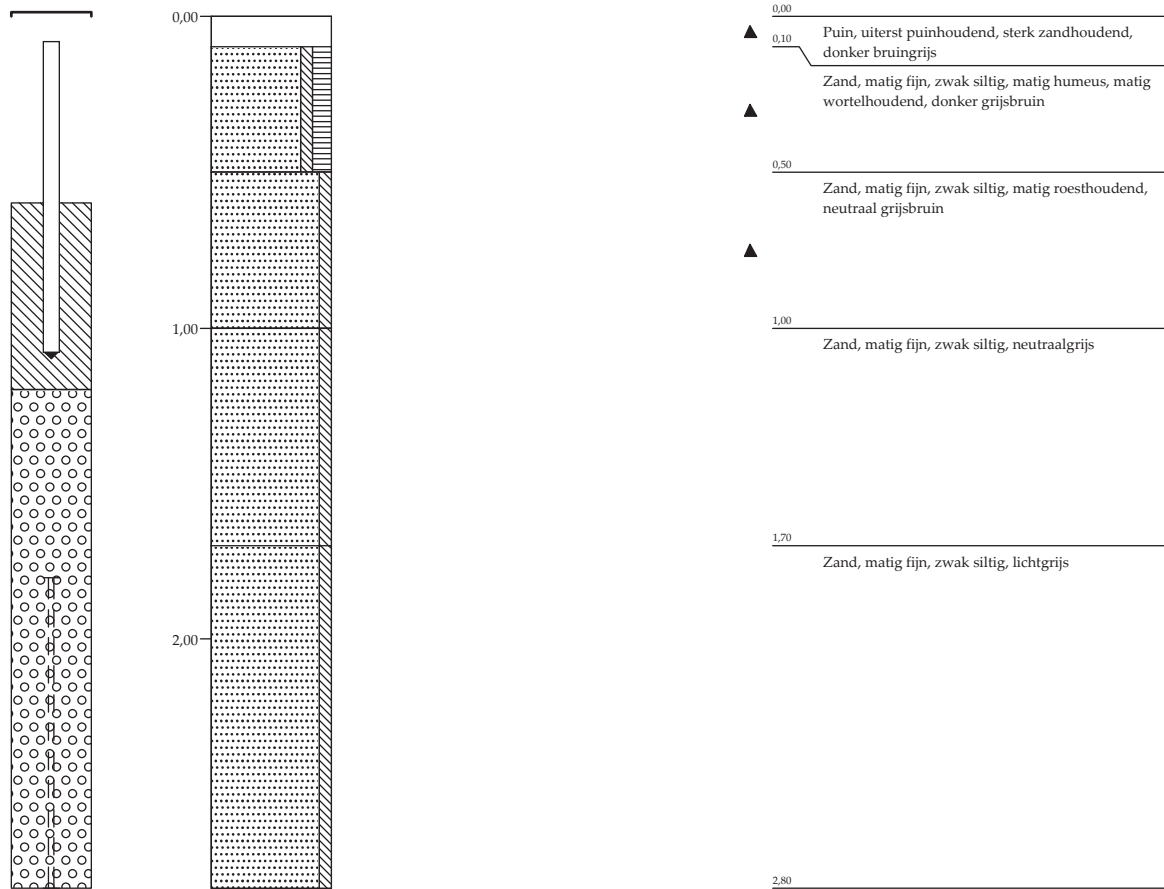 0,00
1,00
2,00
0,00
Puin, uiterst puinhoudend, sterk zandhoudend,
donker bruingrijs
0,10
Zand, matig fijn, zwak siltig, matig humeus, matig
wortelhoudend, donker grijsbruin
0,50
Zand, matig fijn, zwak siltig, matig roesthoudend,
neutraal grijsbruin
1,00
Zand, matig fijn, zwak siltig, neutraalgrijs
1,70
Zand, matig fijn, zwak siltig, lichtgrijs
2,80